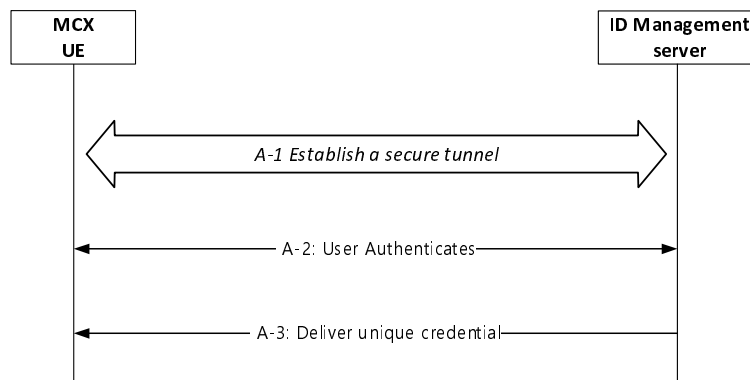 MCX
UE
ID Management
server
A-1 Establish a secure tunnel
A-2: User Authenticates
A-3: Deliver unique credential